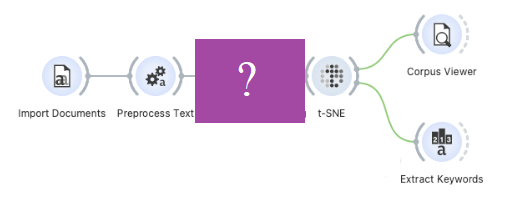 ?
Corpus Viewer
Import Documents
Preprocess Text
t-SNE
Extract Keywords